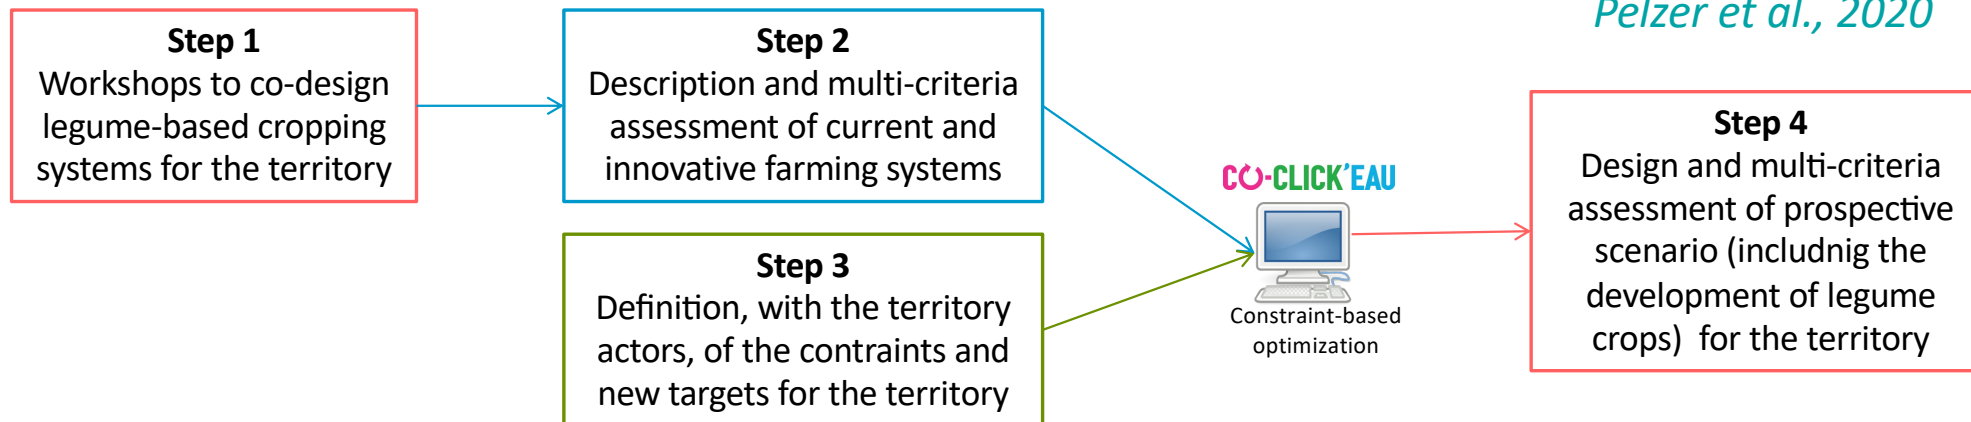 Pelzer et al., 2020
Step 1
Workshops to co-design
legume-based cropping
systems for the territory
Step 2
Description and multi-criteria
assessment of current and
innovative farming systems
Step 3
Definition, with the territory
actors, of the contraints and
new targets for the territory
CO-CLICK'EAU
Constraint-based
optimization
Step 4
Design and multi-criteria
assessment of prospective
scenario (includnig the
development of legume
crops) for the territory